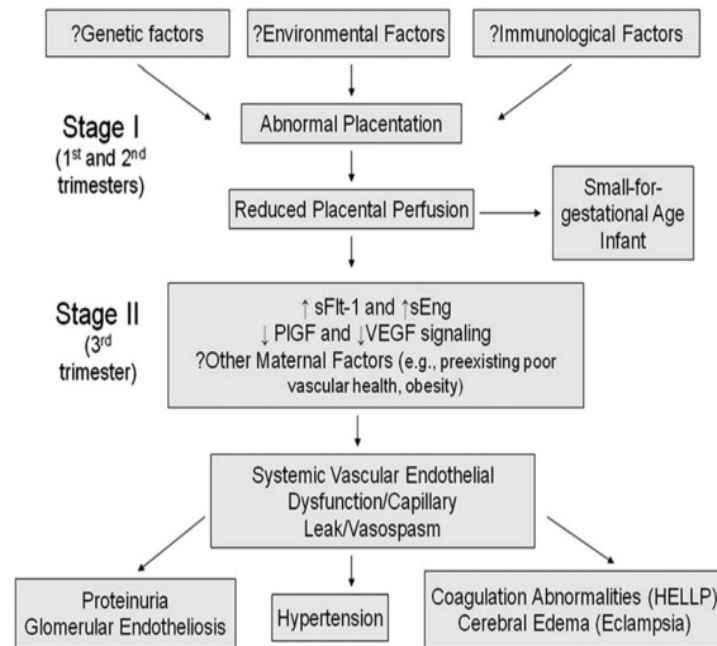 ?Genetic factors
?Environmental Factors
?Immunological Factors
Stage I
(1st and 2nd
trimesters)
Abnormal Placentation
Reduced Placental Perfusion
Small-for-
gestational Age
Infant
Stage II
(3rd
trimester)
↑ sFlt-1 and ↑sEng
↓ PlGF and ↓VEGF signaling
?Other Maternal Factors (e.g., preexisting poor
vascular health, obesity)
Systemic Vascular Endothelial
Dysfunction/Capillary
Leak/Vasospasm
Proteinuria
Glomerular Endotheliosis
Hypertension
Coagulation Abnormalities (HELLP)
Cerebral Edema (Eclampsia)